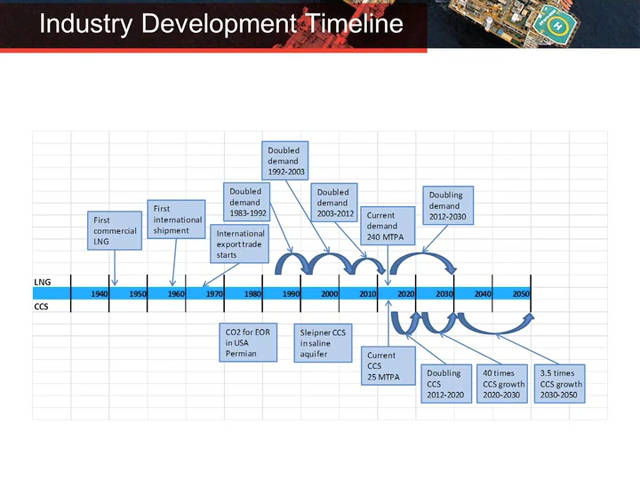 Industry Development Timeline
H
Doubled
demand
1992-2003
Doubled
demand
1983-1992
Doubled
demand
2003-2012
Doubling
demand
2012-2030
First
commercial
LNG
First
international
shipment
International
export trade
starts
Current
demand
240 MTPA
LNG
1940 1950 1960 1970 1980 1990 2000 2010 2020 2030 2040 2050
CCS
CO2 for EOR
in USA
Permian
Sleipner CCS
in saline
aquifer
Current
CCS
25 MTPA
Doubling
CCS
2012-2020
40 times
CCS growth
2020-2030
3.5 times
CCS growth
2030-2050